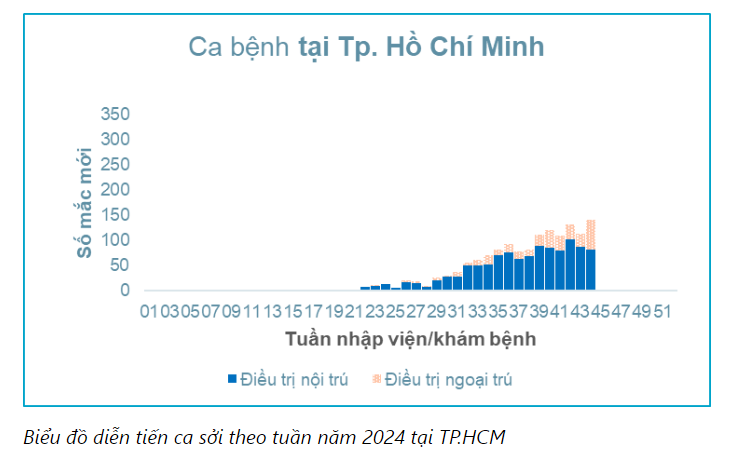 Ca bệnh tại Tp. Hồ Chí Minh
350
300
250
200
150
100
50
0
Số mắc mới
01 03 05 07 09 11 13 15 17 19 21 23 25 27 29 31 33 35 37 39 41 43 45 47 49 51
Tuần nhập viện/khám bệnh
Điều trị nội trú Điều trị ngoại trú
Biểu đồ diễn tiến ca sởi theo tuần năm 2024 tại TP.HCM